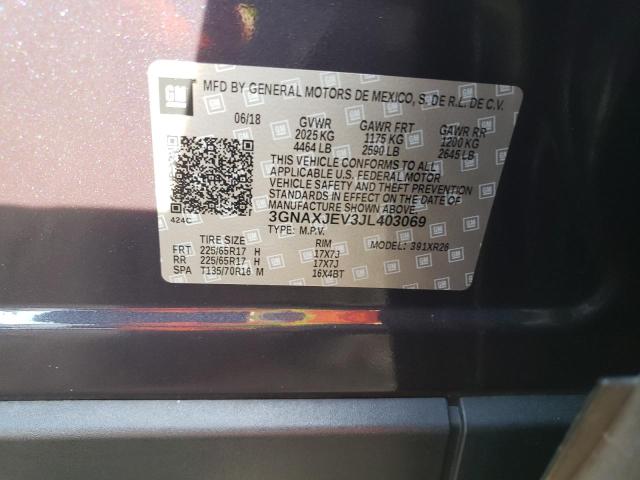 GM
MFD BY GENERAL MOTORS DE MEXICO, S. DE R.L. DE C.V.
06/18 GVWR GAWR FRT GAWR RR
2025 KG 1175 KG 1200 KG
4464 LB 2590 LB 2645 LB
THIS VEHICLE CONFORMS TO ALL
APPLICABLE U.S. FEDERAL MOTOR
VEHICLE SAFETY AND THEFT PREVENTION
STANDARDS IN EFFECT ON THE DATE
OF MANUFACTURE SHOWN ABOVE.
424C 3GNAXJEV3JL403069
TYPE: M.P.V. MODEL: 391XR26
TIRE SIZE RIM
FRT 225/65R17 H 17X7J
RR 225/65R17 H 17X7J
SPA T135/70R16 M 16X4BT